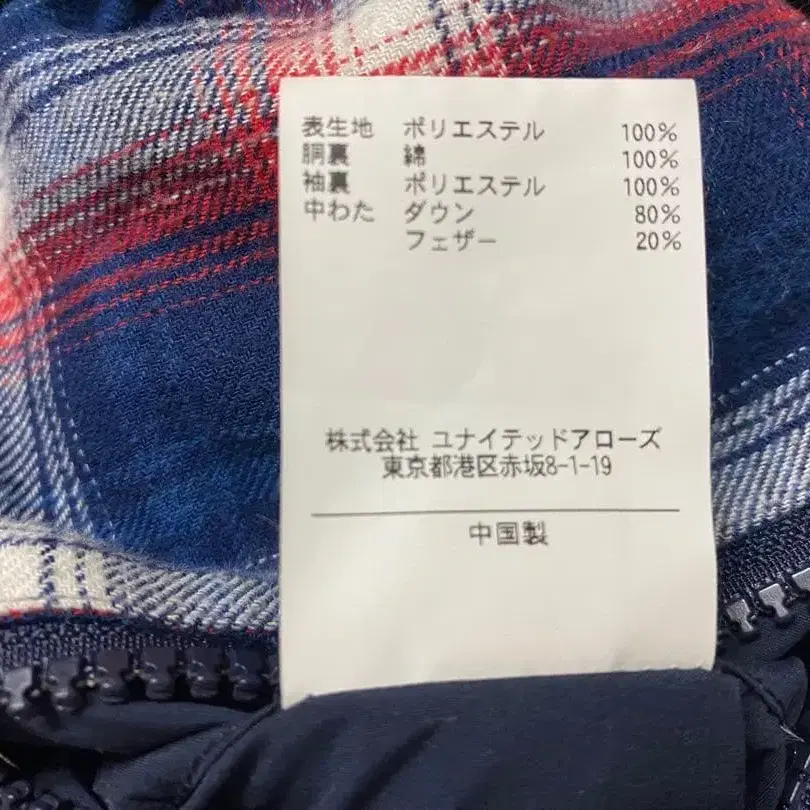 表生地 ポリエステル 100%
胴裏 綿 100%
袖裏 ポリエステル 100%
中わた ダウン 80%
フェザー 20%
株式会社 ユナイテッドアローズ
東京都港区赤坂8-1-19
中国製